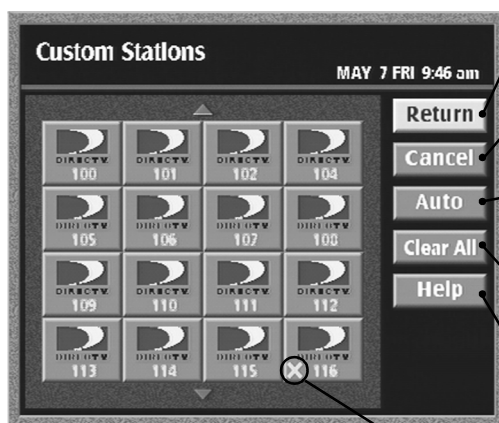 Custom Stations
MAY 7 FRI 9:46 am
Return
Cancel
Auto
Clear All
Help
DIRECTV DIRECTV DIRECTV DIRECTV
100 101 102 104
DIRECTV DIRECTV DIRECTV DIRECTV
105 106 107 108
DIRECTV DIRECTV DIRECTV DIRECTV
109 110 111 112
DIRECTV DIRECTV DIRECTV DIRECTV
113 114 115 116